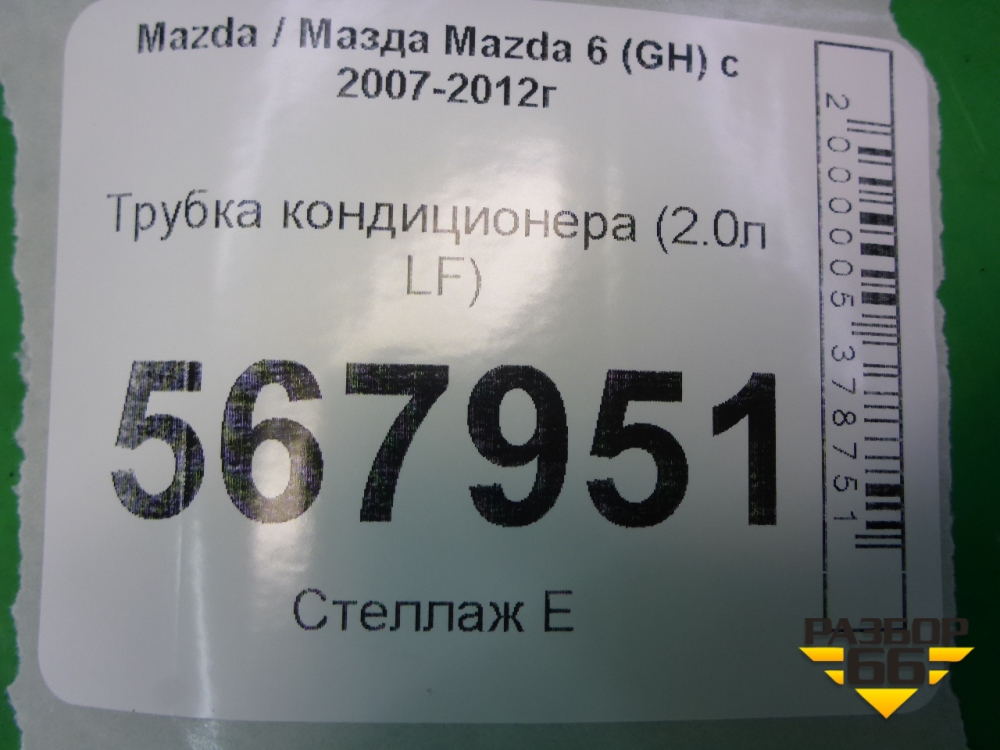 Mazda / Мазда Mazda 6 (GH) с
2007-2012г
Трубка кондиционера (2.0л
LF)
567951
Стеллаж Е
2000005378751
РАЗБОР
66